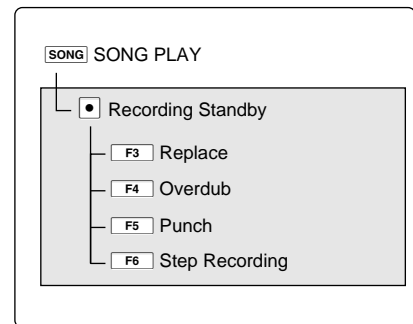 SONG SONG PLAY
Recording Standby
F3 Replace
F4 Overdub
F5 Punch
F6 Step Recording